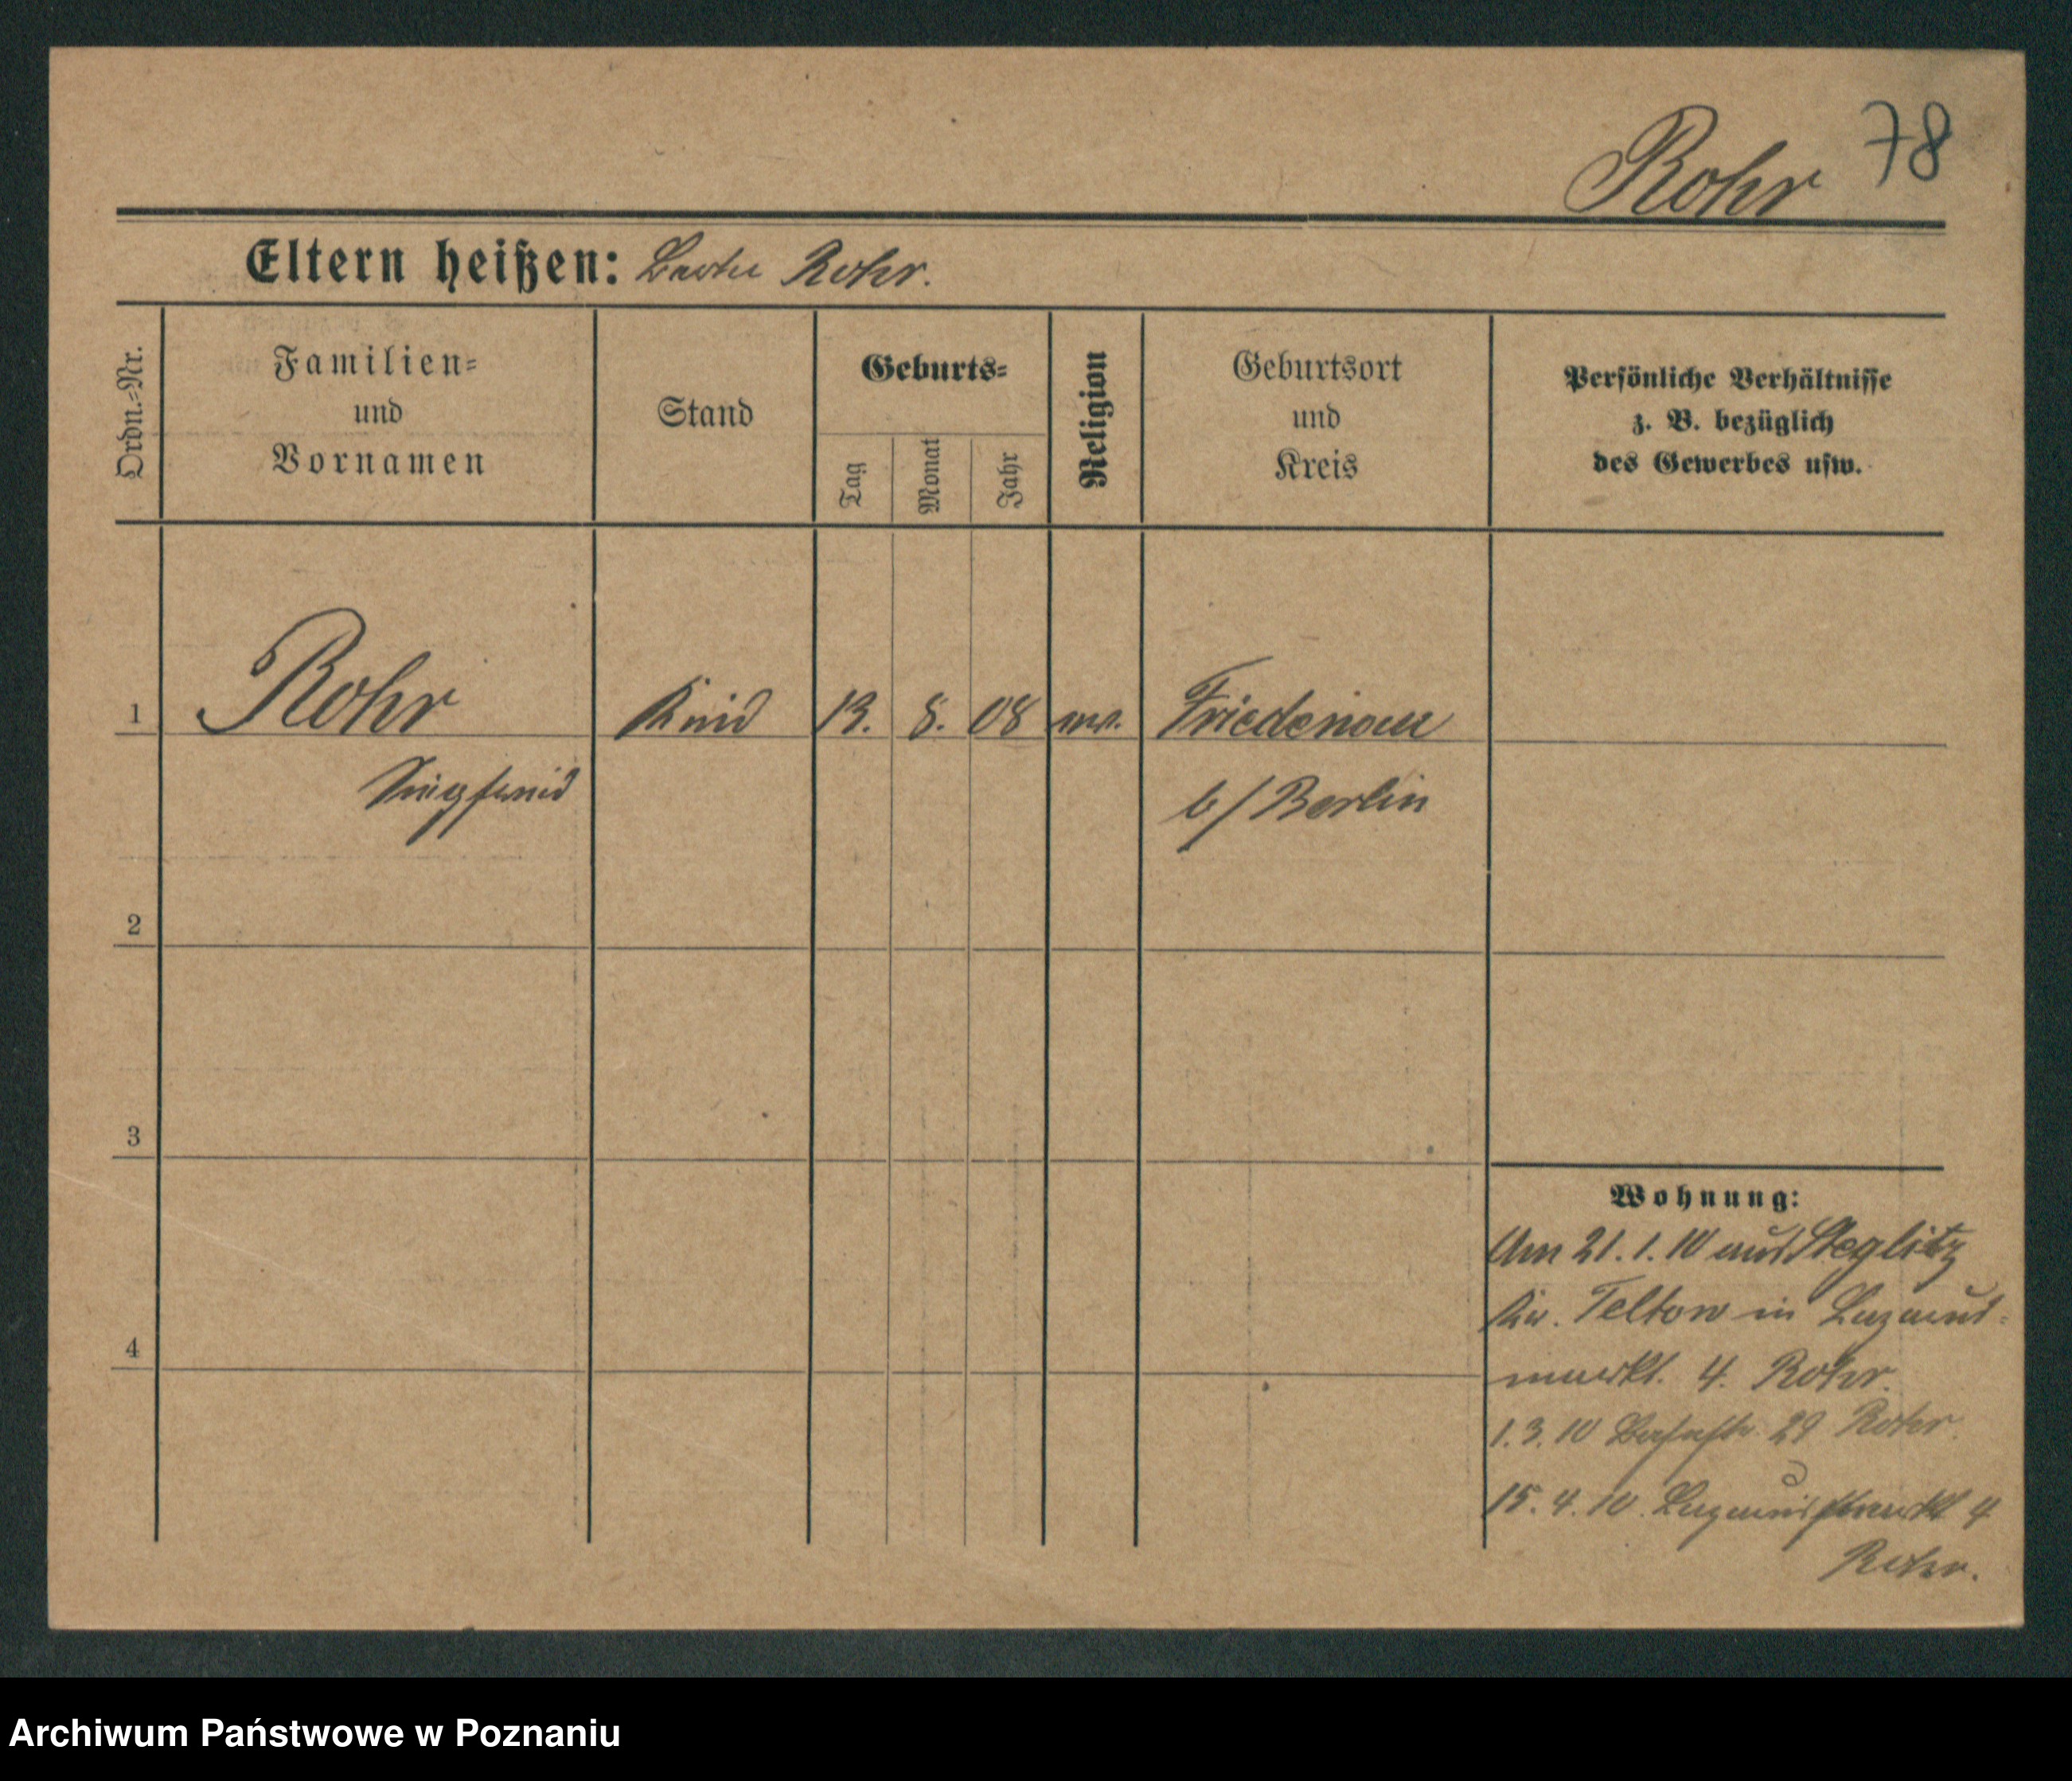 Rohr 78
Eltern heißen: Rohr.
Ordn.=Nr.
Familien=
und
Vornamen
Stand
Geburts=
Tag
Monat
Jahr
Religion
Geburtsort
und
Kreis
Persönliche Verhältnisse
z. B. bezüglich
des Gewerbes usw.
1 Rohr Kind 13. 8. 08 ev. Friedenau
Siegfried b/Berlin
2
3
4
Wohnung:
Am 21. 1. 10 aus Steglitz
Kr. Teltow in
markt. 4. Rohr.
1. 3. 10 29 Rohr.
15. 4. 10. 4
Rohr.
Archiwum Państwowe w Poznaniu